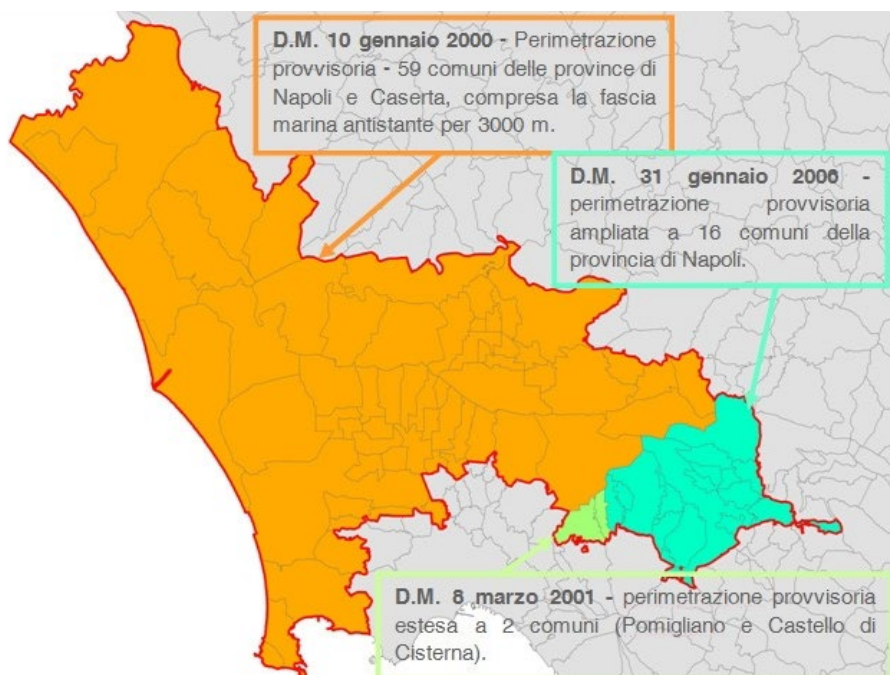 D.M. 10 gennaio 2000 - Perimetrazione
provvisoria - 59 comuni delle province di
Napoli e Caserta, compresa la fascia
marina antistante per 3000 m.
D.M. 31 gennaio 2006 -
perimetrazione provvisoria
ampliata a 16 comuni della
provincia di Napoli.
D.M. 8 marzo 2001 - perimetrazione provvisoria
estesa a 2 comuni (Pomigliano e Castello di
Cisterna).